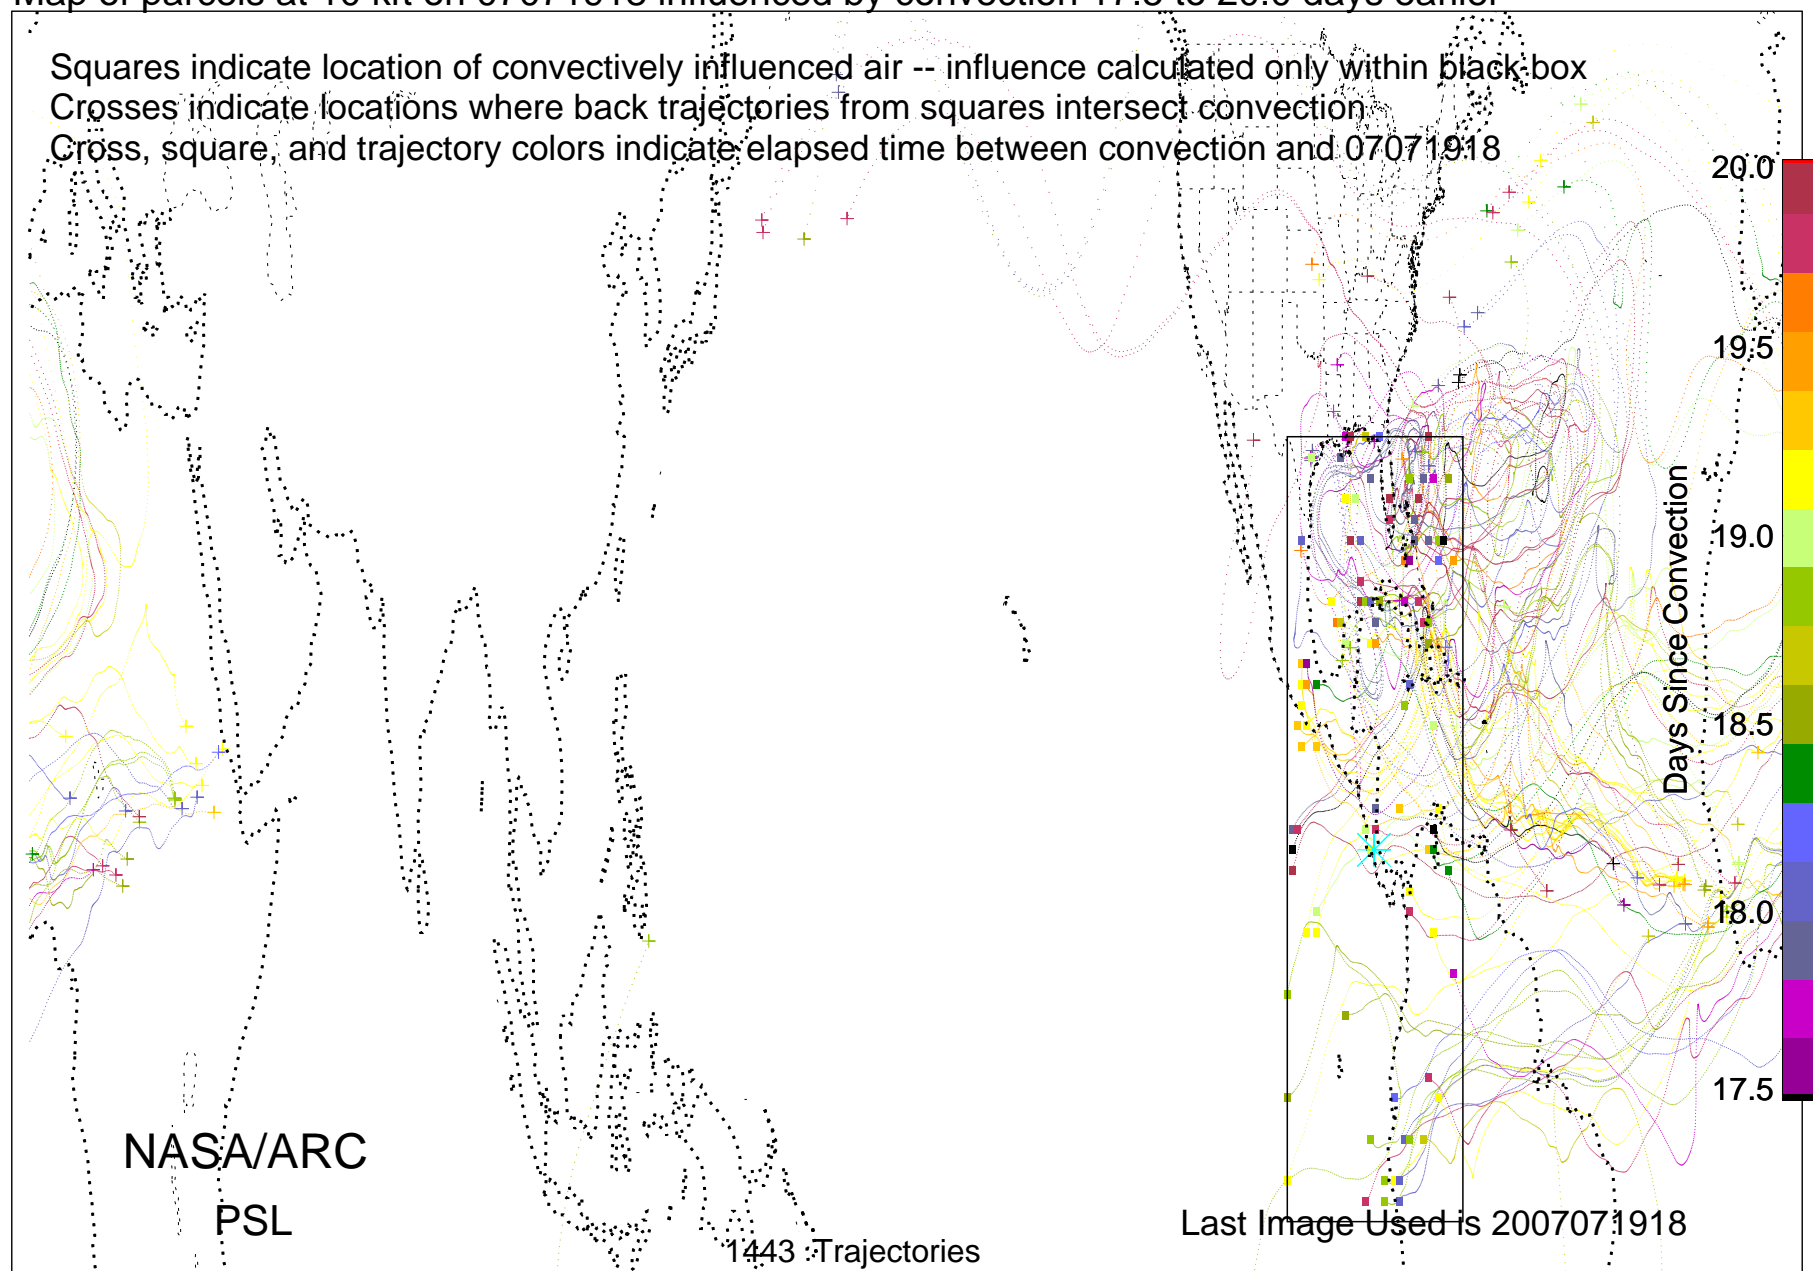 Squares indicate location of convectively influenced air -- influence calculated only within black box
Crosses indicate locations where back trajectories from squares intersect convection
Cross, square, and trajectory colors indicate elapsed time between convection and 07071918
20.0
19.5
19.0
18.5
18.0
17.5
Days Since Convection
NASA/ARC
PSL
Last Image Used is 2007071918
1443 :Trajectories